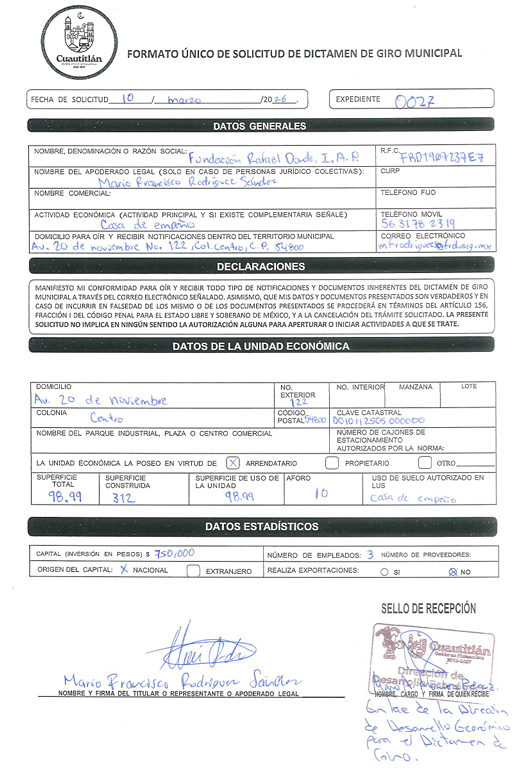 Cuautitlán
FORMATO ÚNICO DE SOLICITUD DE DICTAMEN DE GIRO MUNICIPAL
FECHA DE SOLICITUD 10 / marzo /2026.
EXPEDIENTE 0027
DATOS GENERALES
NOMBRE, DENOMINACIÓN O RAZÓN SOCIAL: Fundación Rafael Dondé, I.A.P.
R.F.C. FRD1907237E7
NOMBRE DEL APODERADO LEGAL (SOLO EN CASO DE PERSONAS JURÍDICO COLECTIVAS):
Mario Francisco Rodríguez Sández
CURP
NOMBRE COMERCIAL:
TELÉFONO FIJO
ACTIVIDAD ECONÓMICA (ACTIVIDAD PRINCIPAL Y SI EXISTE COMPLEMENTARIA SEÑALE)
Casa de empeño
TELÉFONO MOVIL
563178 2319
DOMICILIO PARA OÍR Y RECIBIR NOTIFICACIONES DENTRO DEL TERRITORIO MUNICIPAL
Av. 20 de noviembre No. 122, Col. Centro, C.P. 54800
CORREO ELECTRÓNICO
DECLARACIONES
MANIFIESTO MI CONFORMIDAD PARA OÍR Y RECIBIR TODO TIPO DE NOTIFICACIONES Y DOCUMENTOS INHERENTES DEL DICTAMEN DE GIRO
MUNICIPAL A TRAVÉS DEL CORREO ELECTRÓNICO SEÑALADO. ASIMISMO, QUE MIS DATOS Y DOCUMENTOS PRESENTADOS SON VERDADEROS Y EN
CASO DE INCURRIR EN FALSEDAD DE LOS MISMO O DE LOS DOCUMENTOS PRESENTADOS SE PROCEDERÁ EN TÉRMINOS DEL ARTÍCULO 156,
FRACCIÓN I DEL CÓDIGO PENAL PARA EL ESTADO LIBRE Y SOBERANO DE MÉXICO, Y A LA CANCELACIÓN DEL TRÁMITE SOLICITADO. LA PRESENTE
SOLICITUD NO IMPLICA EN NINGÚN SENTIDO LA AUTORIZACIÓN ALGUNA PARA APERTURAR O INICIAR ACTIVIDADES A QUE SE TRATE.
DATOS DE LA UNIDAD ECONÓMICA
DOMICILIO
Av. 20 de noviembre
NO. EXTERIOR
122
NO. INTERIOR
MANZANA
LOTE
COLONIA
Centro
CÓDIGO POSTAL 54800
CLAVE CATASTRAL
0010112505000000
NOMBRE DEL PARQUE INDUSTRIAL, PLAZA O CENTRO COMERCIAL
NÚMERO DE CAJONES DE
ESTACIONAMIENTO
AUTORIZADOS POR LA NORMA:
LA UNIDAD ECONÓMICA LA POSEO EN VIRTUD DE X ARRENDATARIO PROPIETARIO OTRO
SUPERFICIE TOTAL
98.99
SUPERFICIE CONSTRUIDA
312
SUPERFICIE DE USO DE LA UNIDAD
98.99
AFORO
10
USO DE SUELO AUTORIZADO EN LUS
Casa de empeño
DATOS ESTADÍSTICOS
CAPITAL (INVERSIÓN EN PESOS) $ 750,000
NÚMERO DE EMPLEADOS: 3 NÚMERO DE PROVEEDORES:
ORIGEN DEL CAPITAL: X NACIONAL EXTRANJERO
REALIZA EXPORTACIONES: SI X NO
SELLO DE RECEPCIÓN
Cuautitlán
Dirección de
Desarrollo
Mario Francisco Rodríguez Sández
NOMBRE Y FIRMA DEL TITULAR O REPRESENTANTE O APODERADO LEGAL
NOMBRE, CARGO Y FIRMA DE QUIEN RECIBE
Enlace de la Dirección
de Desarrollo Económico
para el Dictamen de
Giro.